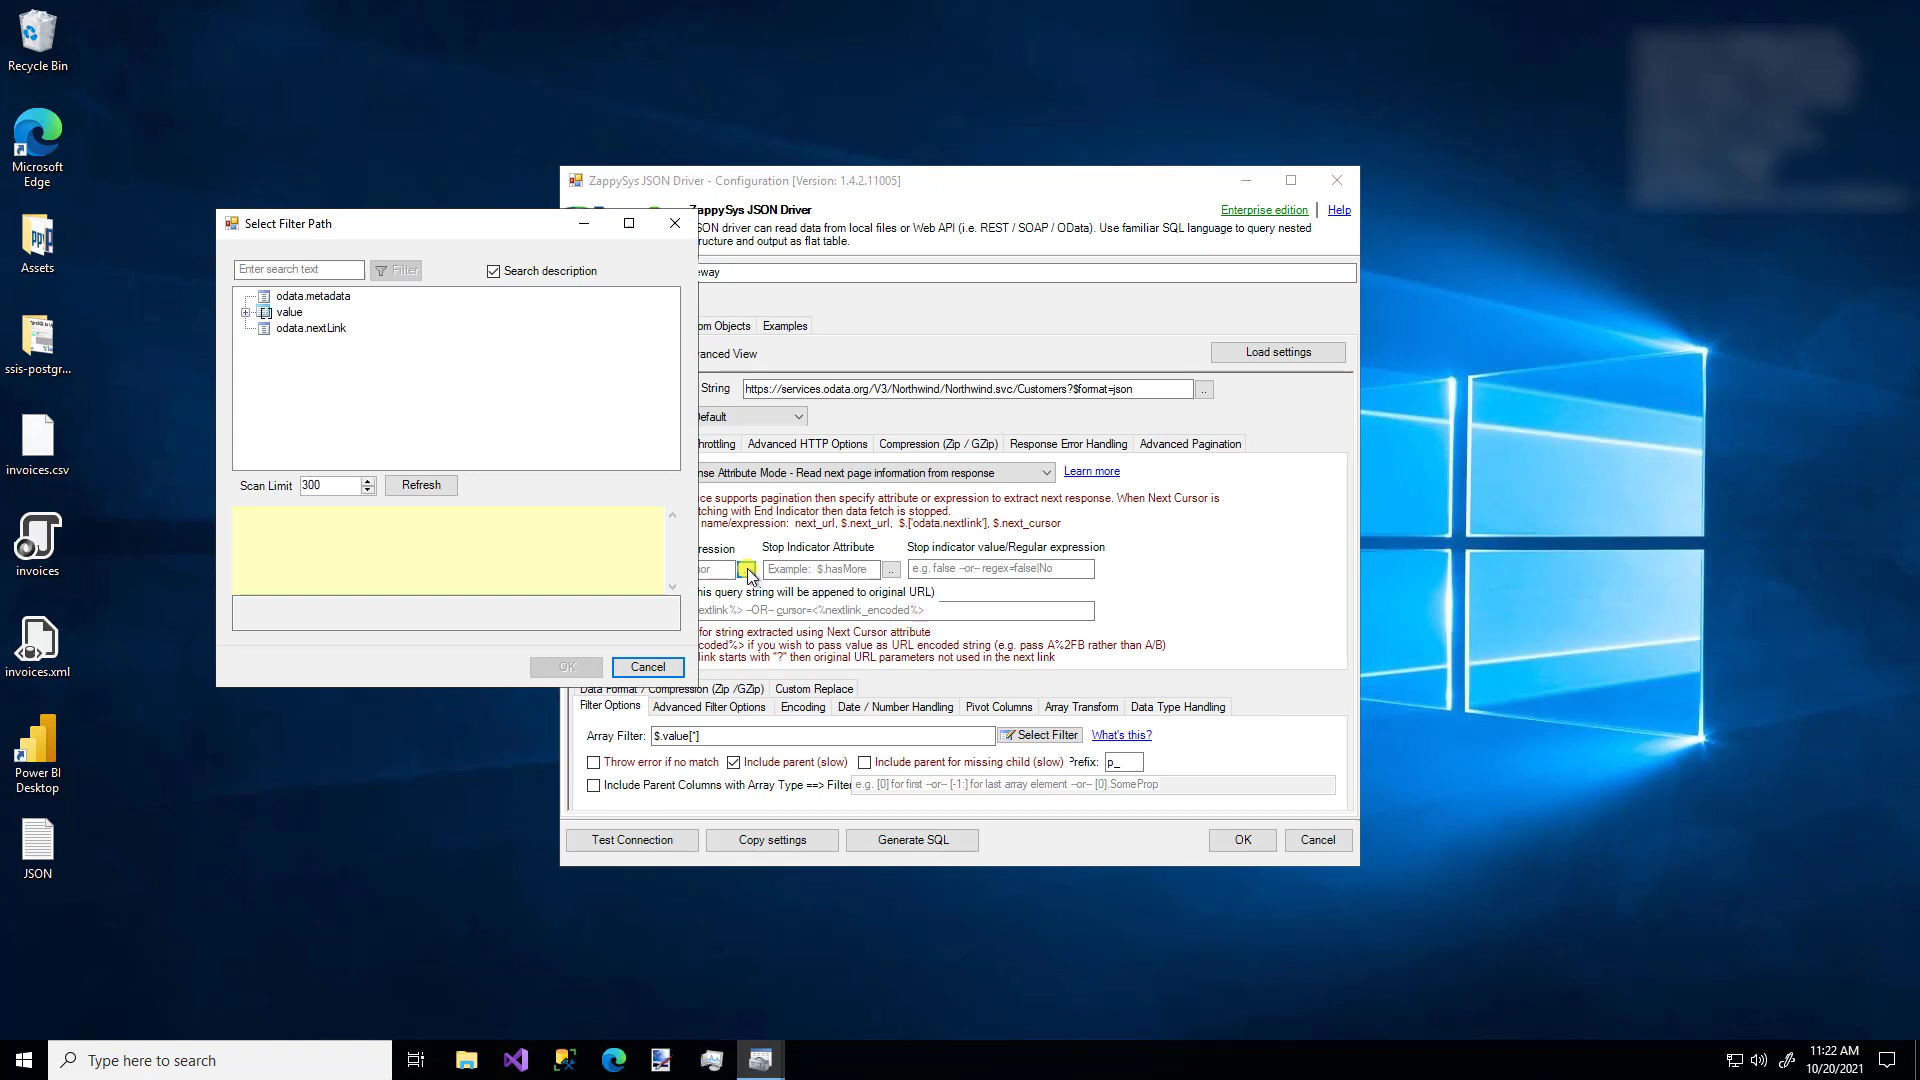 Recycle Bin
Microsoft
Edge
Assets
ssis-postgr...
invoices.csv
invoices
invoices.xml
Power BI
Desktop
JSON
ZappySys JSON Driver - Configuration [Version: 1.4.2.11005]
ZappySys JSON Driver
Enterprise edition
Help
SON driver can read data from local files or Web API (i.e. REST / SOAP / OData). Use familiar SQL language to query nested
ructure and output as flat table.
eway
om Objects
Examples
anced View
Load settings
String
https://services.odata.org/V3/Northwind/Northwind.svc/Customers?$format=json
..
Default
hrottling
Advanced HTTP Options
Compression (Zip / GZip)
Response Error Handling
Advanced Pagination
nse Attribute Mode - Read next page information from response
Learn more
ice supports pagination then specify attribute or expression to extract next response. When Next Cursor is
tching with End Indicator then data fetch is stopped.
name/expression: next_url, $.next_url, $.['odata.nextlink'], $.next_cursor
ression
Stop Indicator Attribute
Stop indicator value/Regular expression
sor
Example: $.hasMore
..
e.g. false --or-- regex=false|No
his query string will be appened to original URL)
extlink%> --OR-- cursor=<%nextlink_encoded%>
for string extracted using Next Cursor attribute
coded%> if you wish to pass value as URL encoded string (e.g. pass A%2FB rather than A/B)
link starts with "?" then original URL parameters not used in the next link
Data Format / Compression (Zip /GZip)
Custom Replace
Filter Options
Advanced Filter Options
Encoding
Date / Number Handling
Pivot Columns
Array Transform
Data Type Handling
Array Filter:
$.value[*]
Select Filter
What's this?
Throw error if no match
Include parent (slow)
Include parent for missing child (slow)
Prefix:
p_
Include Parent Columns with Array Type ==> Filter
e.g. [0] for first --or-- [-1:] for last array element --or-- [0].SomeProp
Test Connection
Copy settings
Generate SQL
OK
Cancel
Select Filter Path
Enter search text
Filter
Search description
odata.metadata
value
odata.nextLink
Scan Limit
300
Refresh
OK
Cancel
Type here to search
11:22 AM
10/20/2021